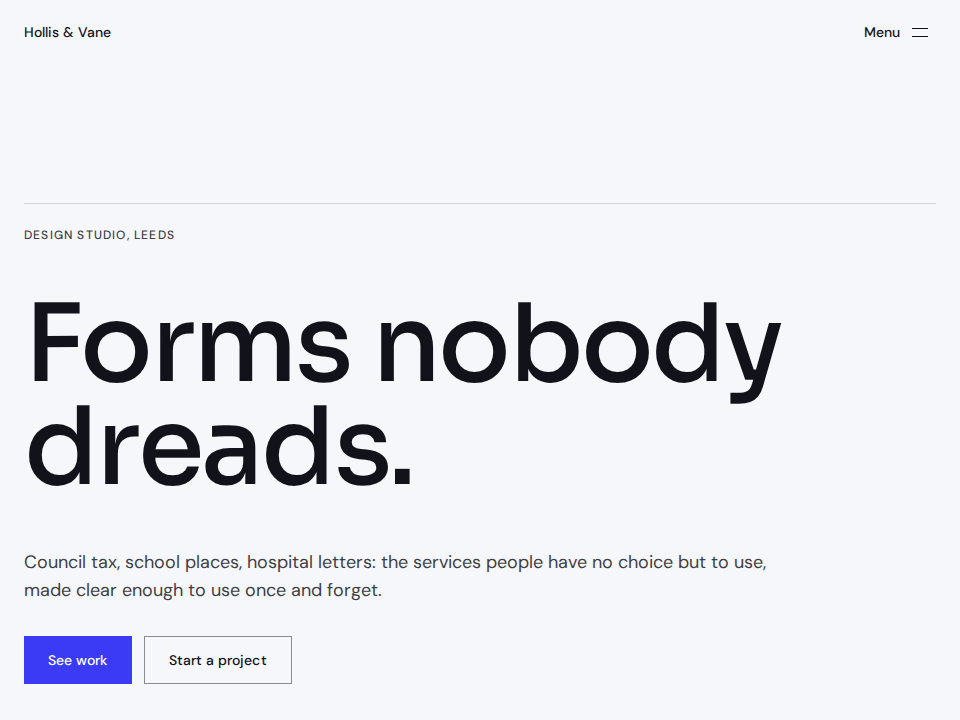 Hollis & Vane
Menu
DESIGN STUDIO, LEEDS
Forms nobody
dreads.
Council tax, school places, hospital letters: the services people have no choice but to use,
made clear enough to use once and forget.
See work
Start a project